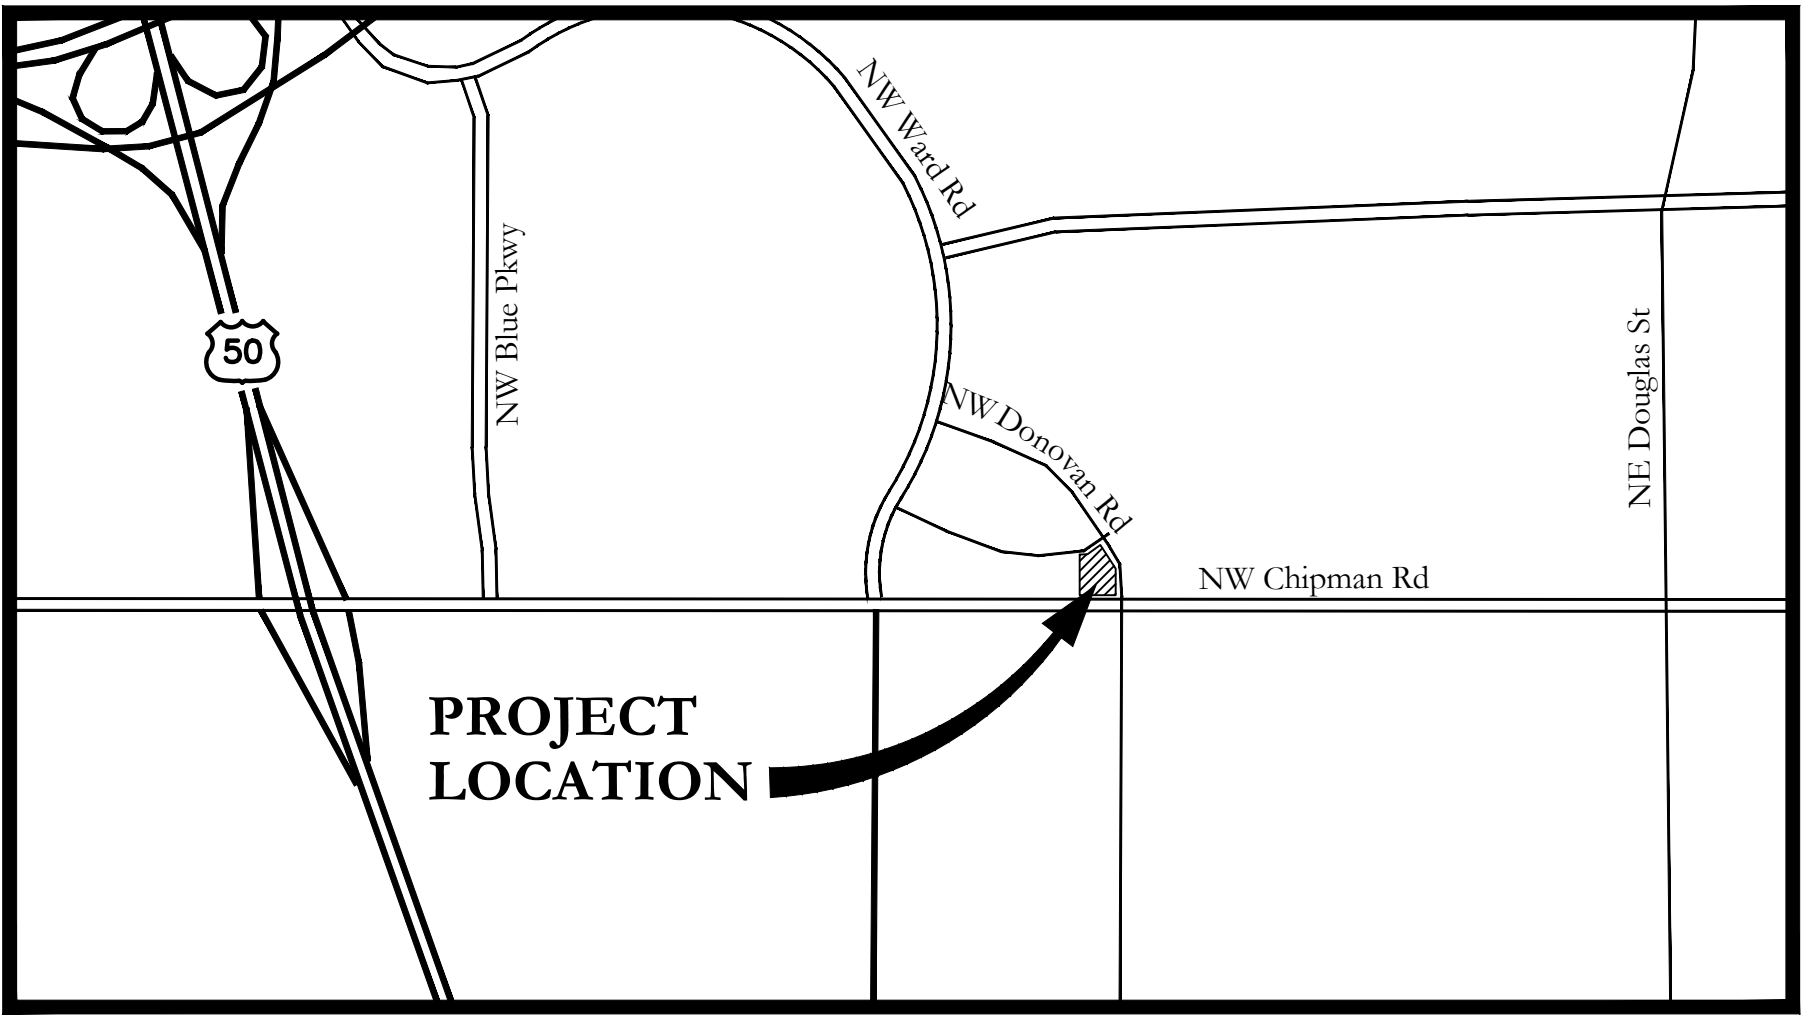 NW Ward Rd
NW Blue Pkwy
50
NE Douglas St
NW Donovan Rd
NW Chipman Rd
PROJECT
LOCATION